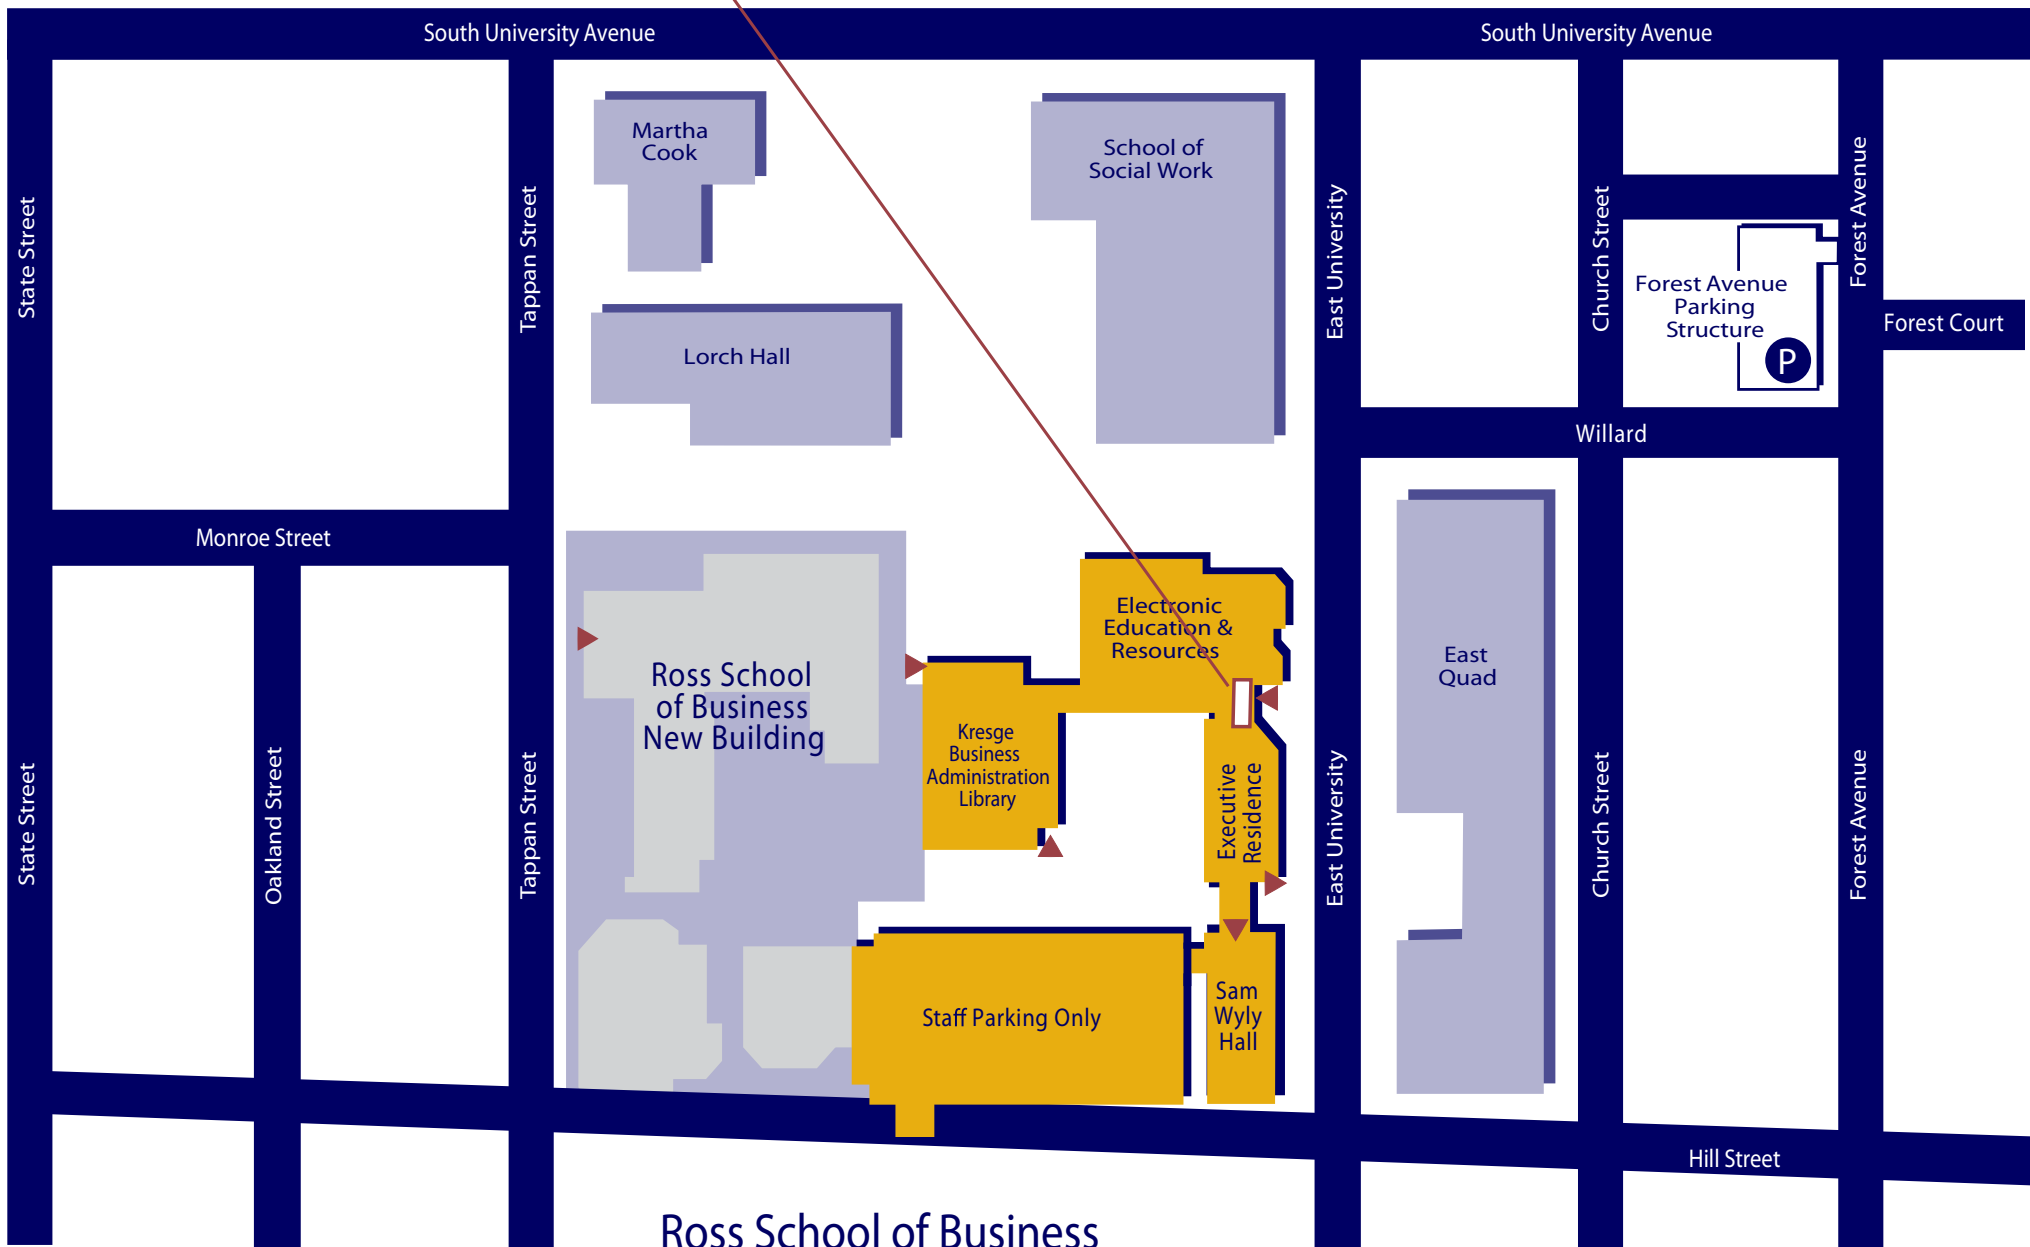 South University Avenue
South University Avenue
Martha
Cook
School of
Social Work
State Street
Tappan Street
East University
Church Street
Forest Avenue
Forest Avenue
Parking
Structure
P
Forest Court
Lorch Hall
Willard
Monroe Street
Electronic
Education &
Resources
Ross School
of Business
New Building
East
Quad
Kresge
Business
Administration
Library
Executive
Residence
State Street
Oakland Street
Tappan Street
East University
Church Street
Forest Avenue
Staff Parking Only
Sam
Wyly
Hall
Hill Street
Ross School of Business